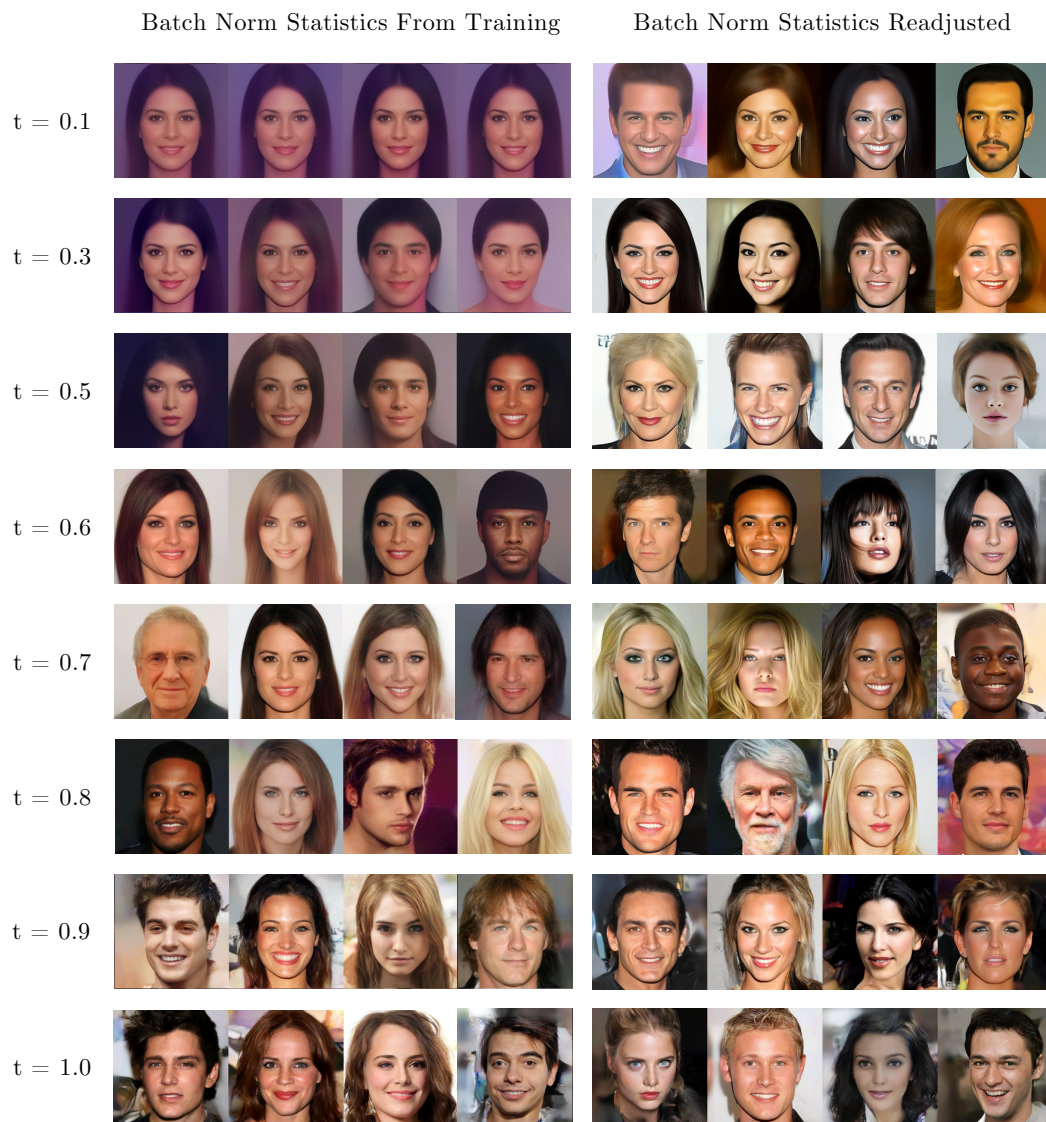 Batch Norm Statistics From Training
Batch Norm Statistics Readjusted
t = 0.1
t = 0.3
t = 0.5
t = 0.6
t = 0.7
t = 0.8
t = 0.9
t = 1.0